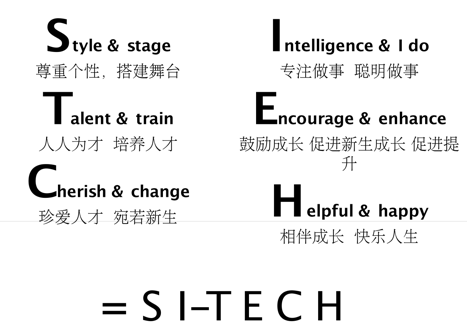 Style & stage
尊重个性，搭建舞台
Intelligence & I do
专注做事 聪明做事
Talent & train
人人为才 培养人才
Encourage & enhance
鼓励成长 促进新生成长 促进提
升
Cherish & change
珍爱人才 宛若新生
Helpful & happy
相伴成长 快乐人生
=SI-TECH